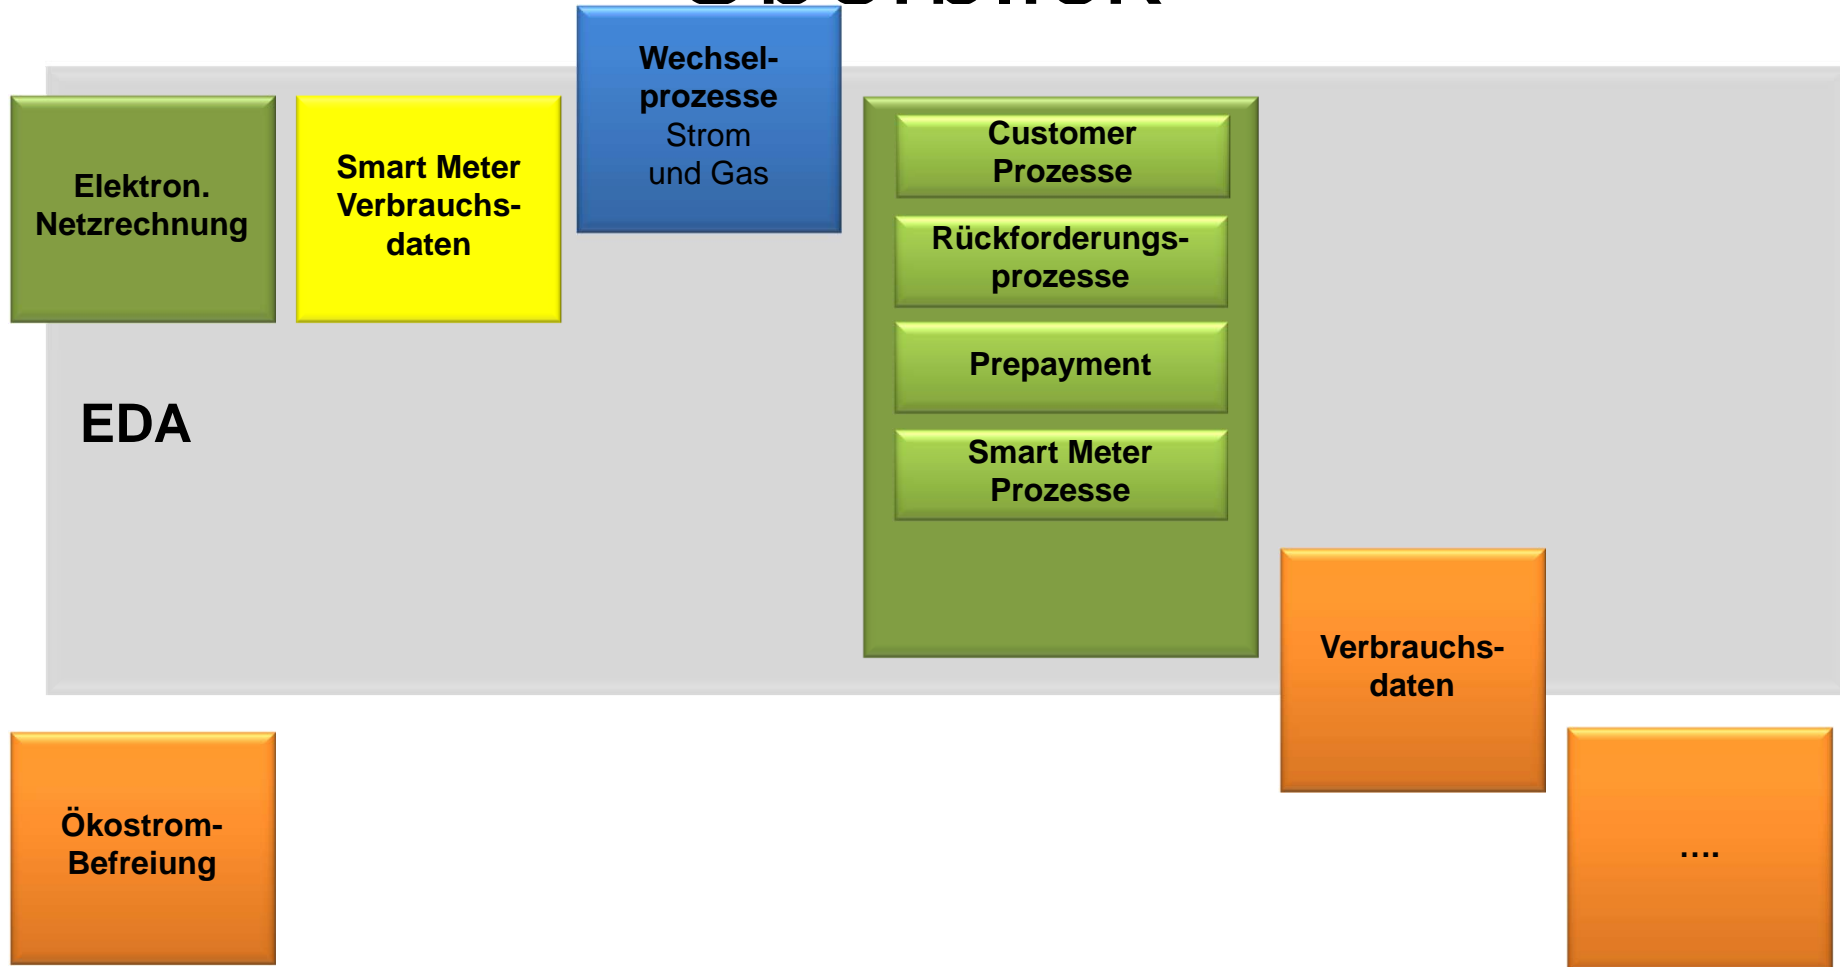 Elektron.
Netzrechnung
Smart Meter
Verbrauchs-
daten
Wechsel-
prozesse
Strom
und Gas
Customer
Prozesse
Rückforderungs-
prozesse
Prepayment
Smart Meter
Prozesse
EDA
Verbrauchs-
daten
Ökostrom-
Befreiung
....